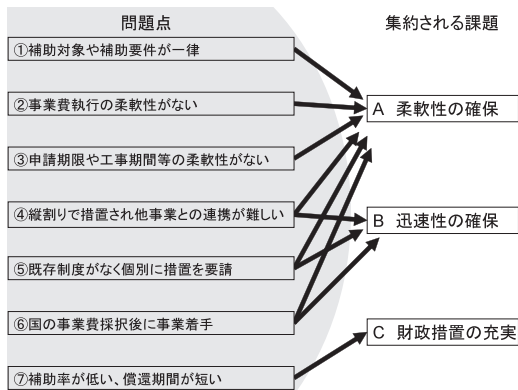 問題点
集約される課題
①補助対象や補助要件が一律
②事業費執行の柔軟性がない
③申請期限や工事期間等の柔軟性がない
④縦割りで措置され他事業との連携が難しい
⑤既存制度がなく個別に措置を要請
⑥国の事業費採択後に事業着手
⑦補助率が低い、償還期間が短い
A 柔軟性の確保
B 迅速性の確保
C 財政措置の充実